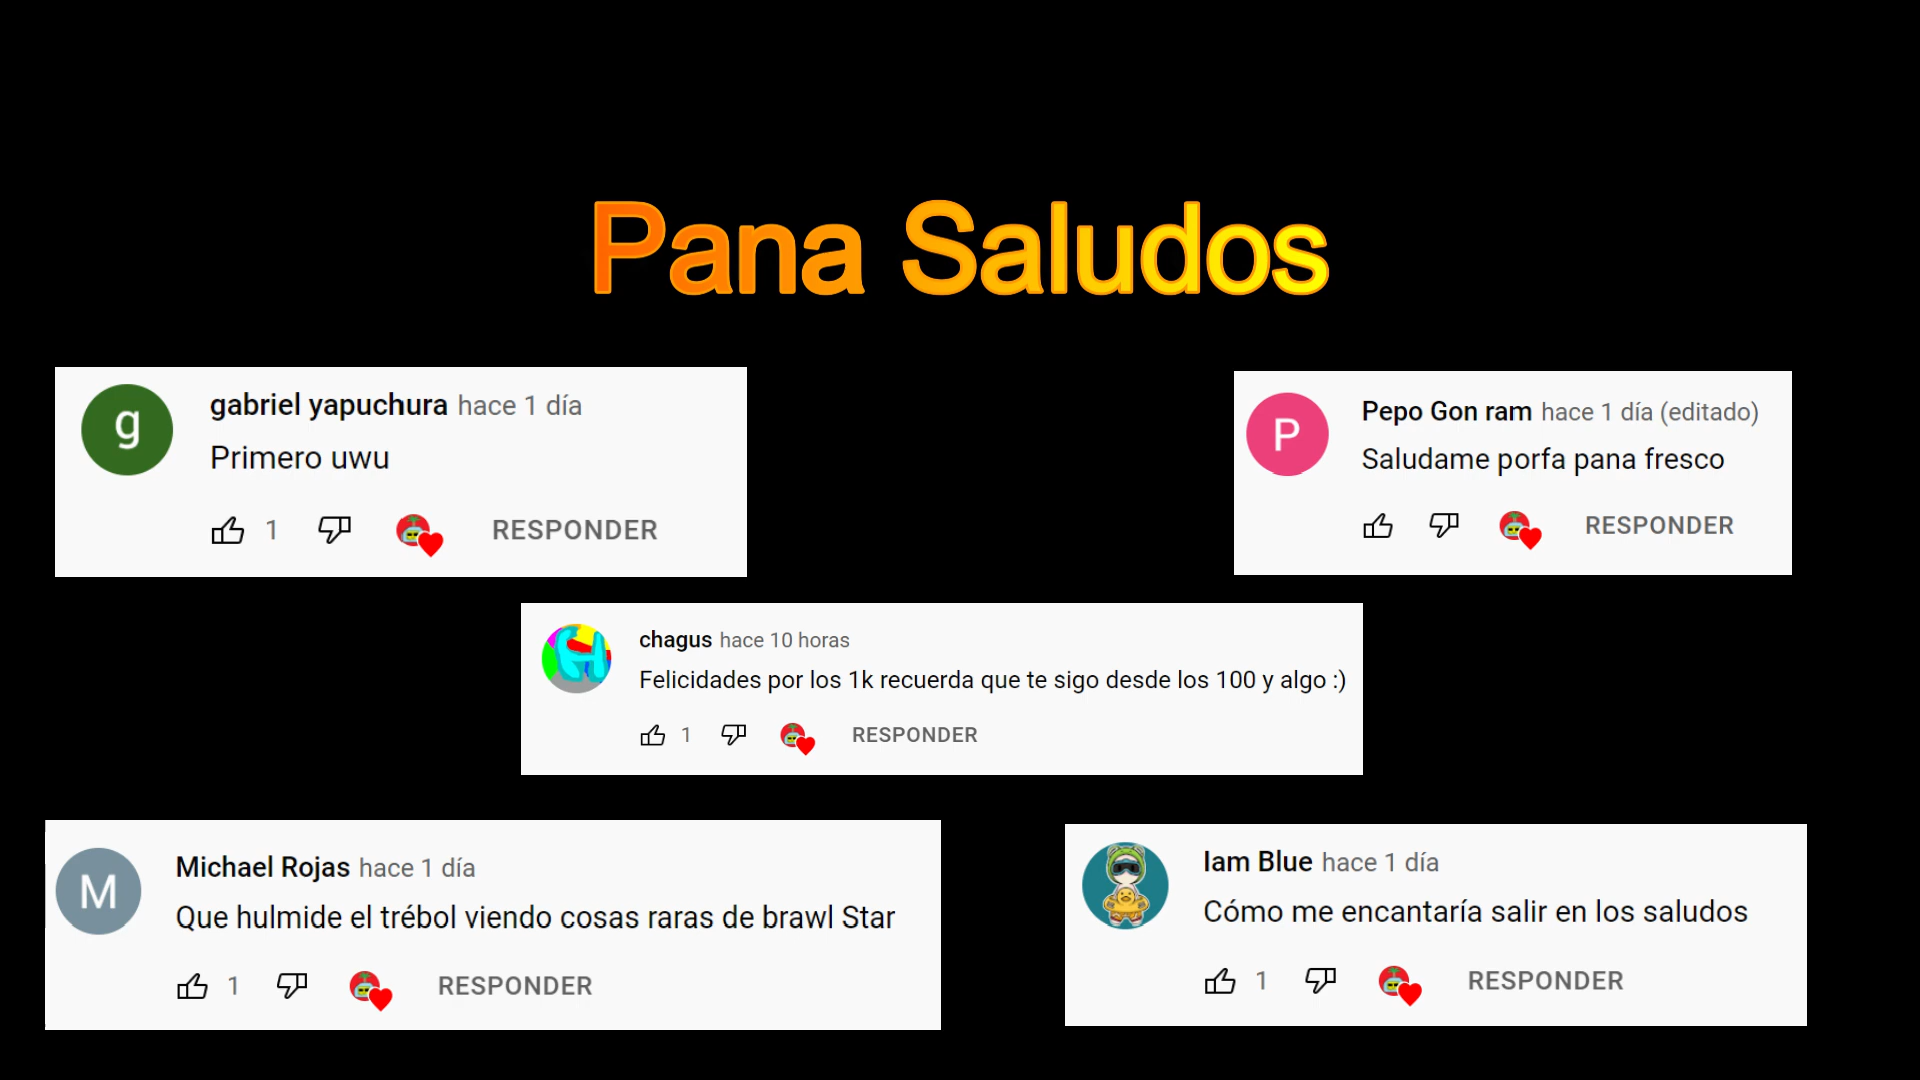 Pana Saludos
g
gabriel yapuchura hace 1 día
Primero uwu
1 RESPONDER
P
Pepo Gon ram hace 1 día (editado)
Saludame porfa pana fresco
RESPONDER
chagus hace 10 horas
Felicidades por los 1k recuerda que te sigo desde los 100 y algo :)
1 RESPONDER
M
Michael Rojas hace 1 día
Que hulmide el trébol viendo cosas raras de brawl Star
1 RESPONDER
Iam Blue hace 1 día
Cómo me encantaría salir en los saludos
1 RESPONDER